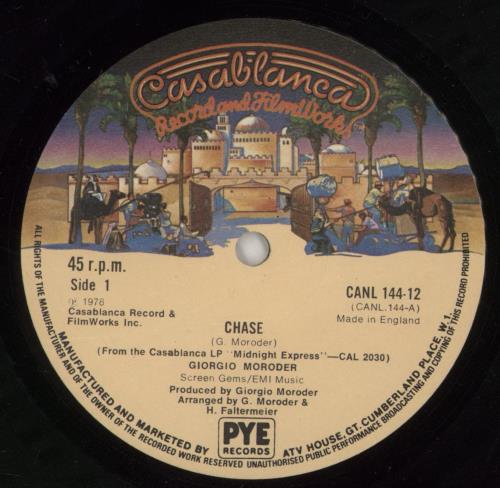 Casablanca
Record and FilmWorks
45 r.p.m.
Side 1
℗ 1978
Casablanca Record &
FilmWorks Inc.
CANL 144-12
(CANL.144-A)
Made in England
CHASE
(G. Moroder)
(From the Casablanca LP "Midnight Express"—CAL 2030)
GIORGIO MORODER
Screen Gems/EMI Music
Produced by Giorgio Moroder
Arranged by G. Moroder &
H. Faltermeier
MANUFACTURED AND MARKETED BY
PYE
RECORDS
ATV HOUSE, GT. CUMBERLAND PLACE, W.1.
ALL RIGHTS OF THE MANUFACTURER AND OF THE OWNER OF THE RECORDED WORK RESERVED UNAUTHORISED PUBLIC PERFORMANCE BROADCASTING AND COPYING OF THIS RECORD PROHIBITED